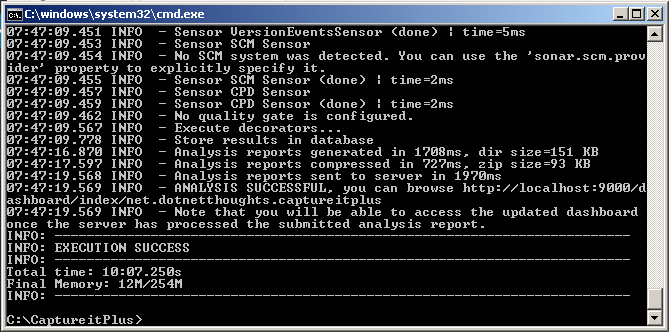 C:\windows\system32\cmd.exe
07:47:09.451 INFO  - Sensor VersionEventsSensor (done) | time=5ms
07:47:09.453 INFO  - Sensor SCM Sensor
07:47:09.454 INFO  - No SCM system was detected. You can use the 'sonar.scm.prov
ider' property to explicitly specify it.
07:47:09.455 INFO  - Sensor SCM Sensor (done) | time=2ms
07:47:09.457 INFO  - Sensor CPD Sensor
07:47:09.459 INFO  - Sensor CPD Sensor (done) | time=2ms
07:47:09.462 INFO  - No quality gate is configured.
07:47:09.567 INFO  - Execute decorators...
07:47:09.778 INFO  - Store results in database
07:47:16.870 INFO  - Analysis reports generated in 1708ms, dir size=151 KB
07:47:17.597 INFO  - Analysis reports compressed in 727ms, zip size=93 KB
07:47:19.568 INFO  - Analysis reports sent to server in 1970ms
07:47:19.569 INFO  - ANALYSIS SUCCESSFUL, you can browse http://localhost:9000/d
ashboard/index/net.dotnetthoughts.captureitplus
07:47:19.569 INFO  - Note that you will be able to access the updated dashboard
once the server has processed the submitted analysis report.
INFO: ------------------------------------------------------------------------
INFO: EXECUTION SUCCESS
INFO: ------------------------------------------------------------------------
Total time: 10:07.250s
Final Memory: 12M/254M
INFO: ------------------------------------------------------------------------
C:\CaptureitPlus>